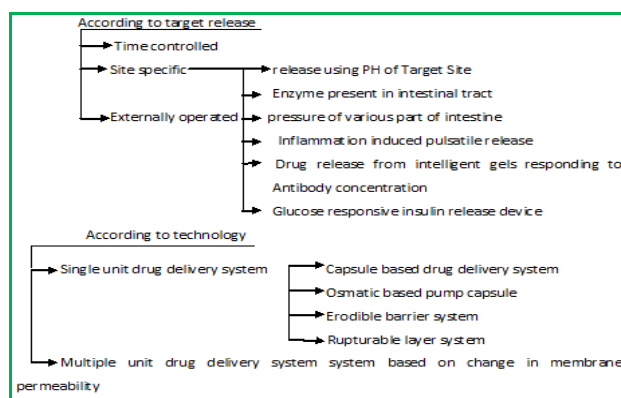 According to target release
Time controlled
Site specific
release using PH of Target Site
Enzyme present in intestinal tract
Externally operated
pressure of various part of intestine
Inflammation induced pulsatile release
Drug release from intelligent gels responding to
Antibody concentration
Glucose responsive insulin release device
According to technology
Single unit drug delivery system
Capsule based drug delivery system
Osmatic based pump capsule
Erodible barrier system
Rupturable layer system
Multiple unit drug delivery system system based on change in membrane
permeability